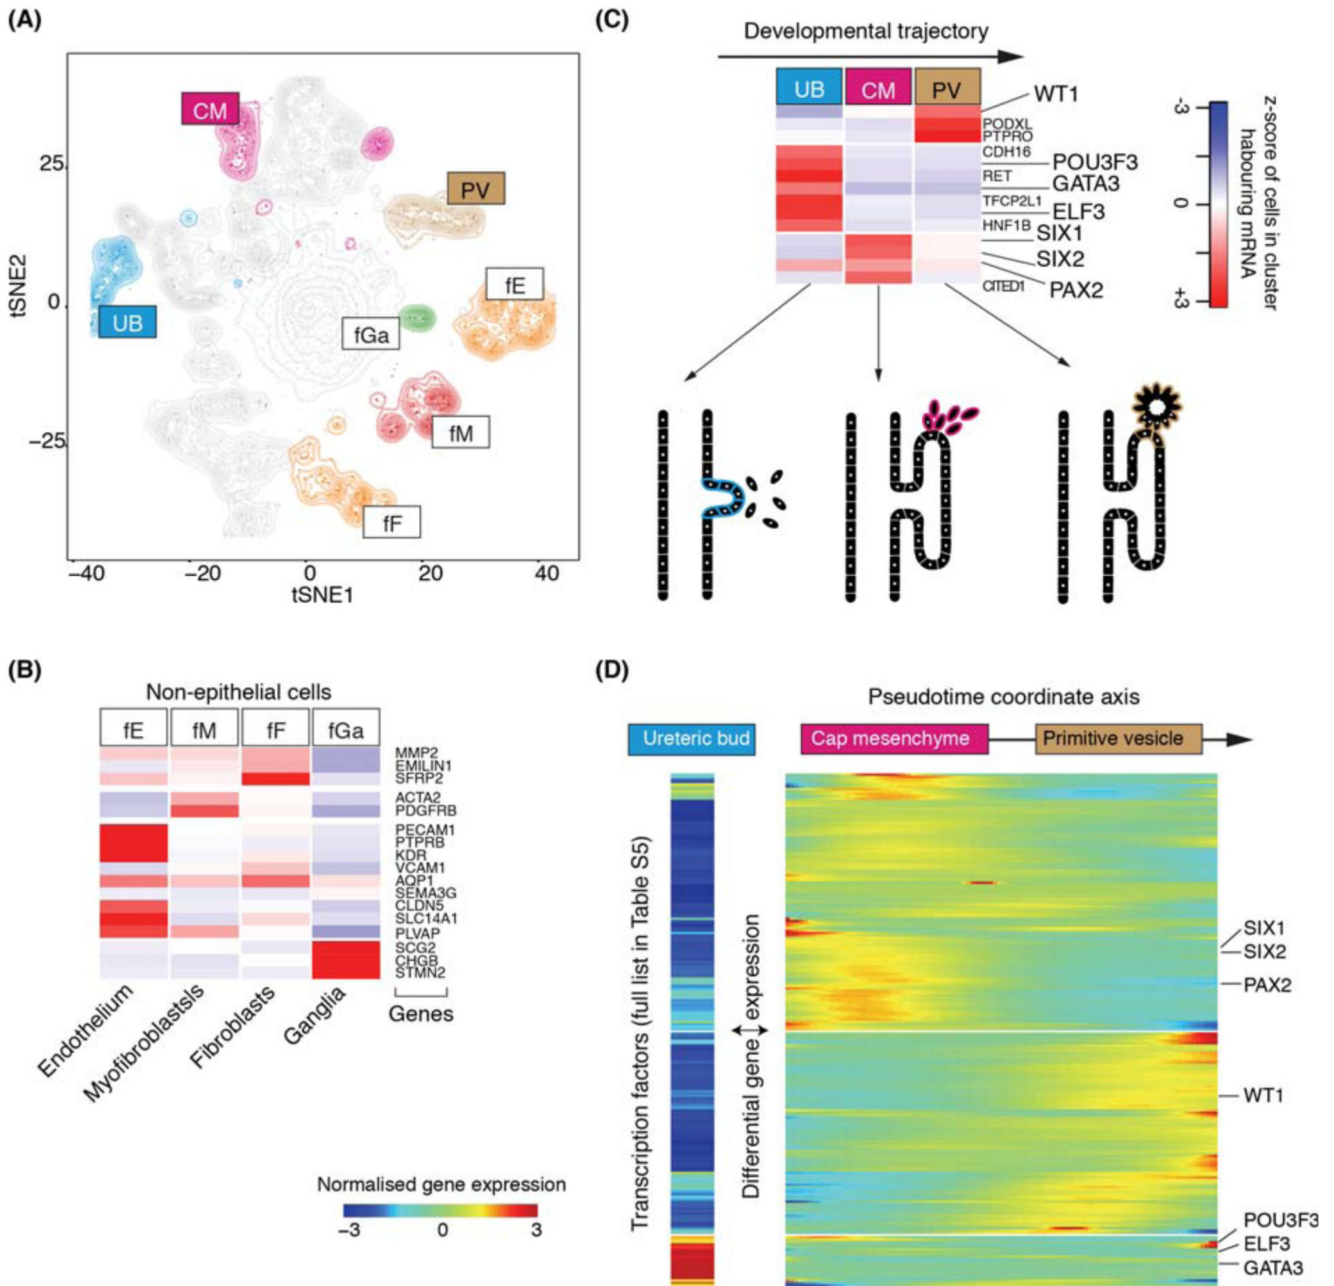 (A)
CM
PV
fE
UB
fGa
fM
fF
tSNE2
25
0
−25
−40
−20
0
20
40
tSNE1
(C)
Developmental trajectory
UB
CM
PV
WT1
PODXL
PTPRO
CDH16
POU3F3
RET
GATA3
TFCP2L1
ELF3
HNF1B
SIX1
SIX2
CITED1
PAX2
-3
0
+3
z-score of cells in cluster
habouring mRNA
(B)
Non-epithelial cells
fE
fM
fF
fGa
MMP2
EMILIN1
SFRP2
ACTA2
PDGFRB
PECAM1
PTPRB
KDR
VCAM1
AQP1
SEMA3G
CLDN5
SLC14A1
PLVAP
SCG2
CHGB
STMN2
Endothelium
Myofibroblastsls
Fibroblasts
Ganglia
Genes
Normalised gene expression
−3
0
3
(D)
Pseudotime coordinate axis
Ureteric bud
Cap mesenchyme
Primitive vesicle
Transcription factors (full list in Table S5)
Differential gene expression
SIX1
SIX2
PAX2
WT1
POU3F3
ELF3
GATA3